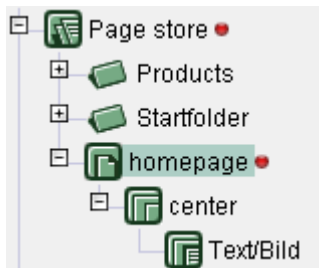 Page store
Products
Startfolder
homepage
center
Text/Bild